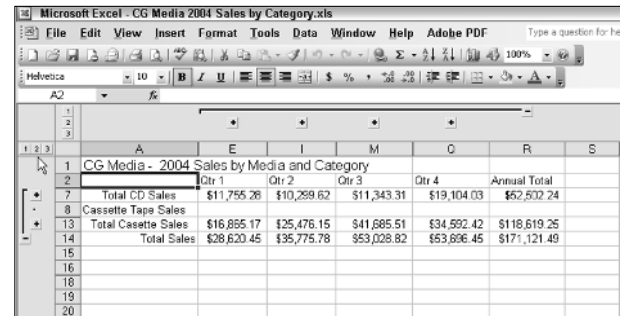 Microsoft Excel - CG Media 2004 Sales by Category.xls
File Edit View Insert Format Tools Data Window Help Adobe PDF Type a question for he
100%
Helvetica 10 B I U $ % ,
A2 fx
1
2
3
1 2 3 A E I M Q R S
1 CG Media - 2004 Sales by Media and Category
2 Qtr 1 Qtr 2 Qtr 3 Qtr 4 Annual Total
7 Total CD Sales $11,755.28 $10,299.62 $11,343.31 $19,104.03 $52,502.24
8 Cassette Tape Sales
13 Total Casette Sales $16,865.17 $25,476.15 $41,685.51 $34,592.42 $118,619.25
14 Total Sales $28,620.45 $35,775.78 $53,028.82 $53,696.45 $171,121.49
15
16
18
19
20